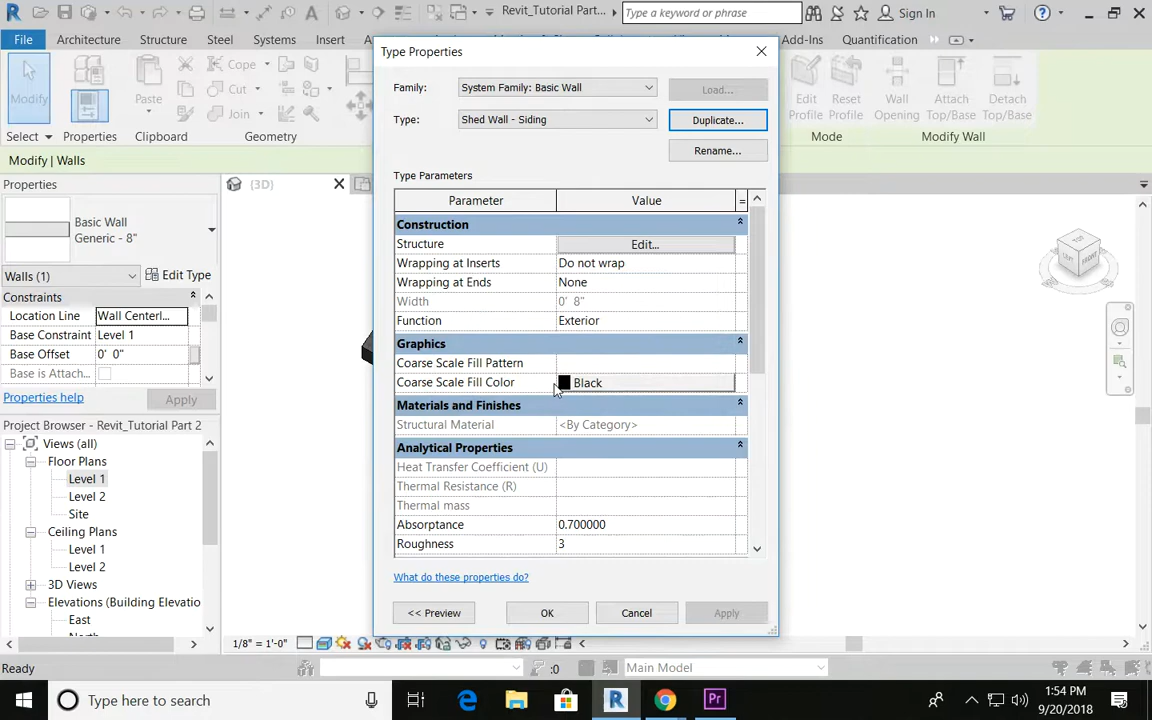 Revit_Tutorial Part...
Type a keyword or phrase
Sign In
File
Architecture
Structure
Steel
Systems
Insert
Add-Ins
Quantification
Modify
Paste
Cope
Cut
Join
Edit
Profile
Reset
Profile
Wall
Opening
Attach
Top/Base
Detach
Top/Base
Select
Properties
Clipboard
Geometry
Mode
Modify Wall
Modify | Walls
Properties
(3D)
Basic Wall
Generic - 8"
Walls (1)
Edit Type
Constraints
Location Line Wall Centerl...
Base Constraint Level 1
Base Offset 0' 0"
Base is Attach...
Properties help
Apply
Project Browser - Revit_Tutorial Part 2
Views (all)
Floor Plans
Level 1
Level 2
Site
Ceiling Plans
Level 1
Level 2
3D Views
Elevations (Building Elevatio
East
Type Properties
Family: System Family: Basic Wall
Load...
Type: Shed Wall - Siding
Duplicate...
Rename...
Type Parameters
Parameter Value =
Construction
Structure Edit...
Wrapping at Inserts Do not wrap
Wrapping at Ends None
Width 0' 8"
Function Exterior
Graphics
Coarse Scale Fill Pattern
Coarse Scale Fill Color Black
Materials and Finishes
Structural Material <By Category>
Analytical Properties
Heat Transfer Coefficient (U)
Thermal Resistance (R)
Thermal mass
Absorptance 0.700000
Roughness 3
What do these properties do?
<< Preview OK Cancel Apply
TOP
LEFT
FRONT
1/8" = 1'-0"
Ready
:0
Main Model
Type here to search
1:54 PM
9/20/2018